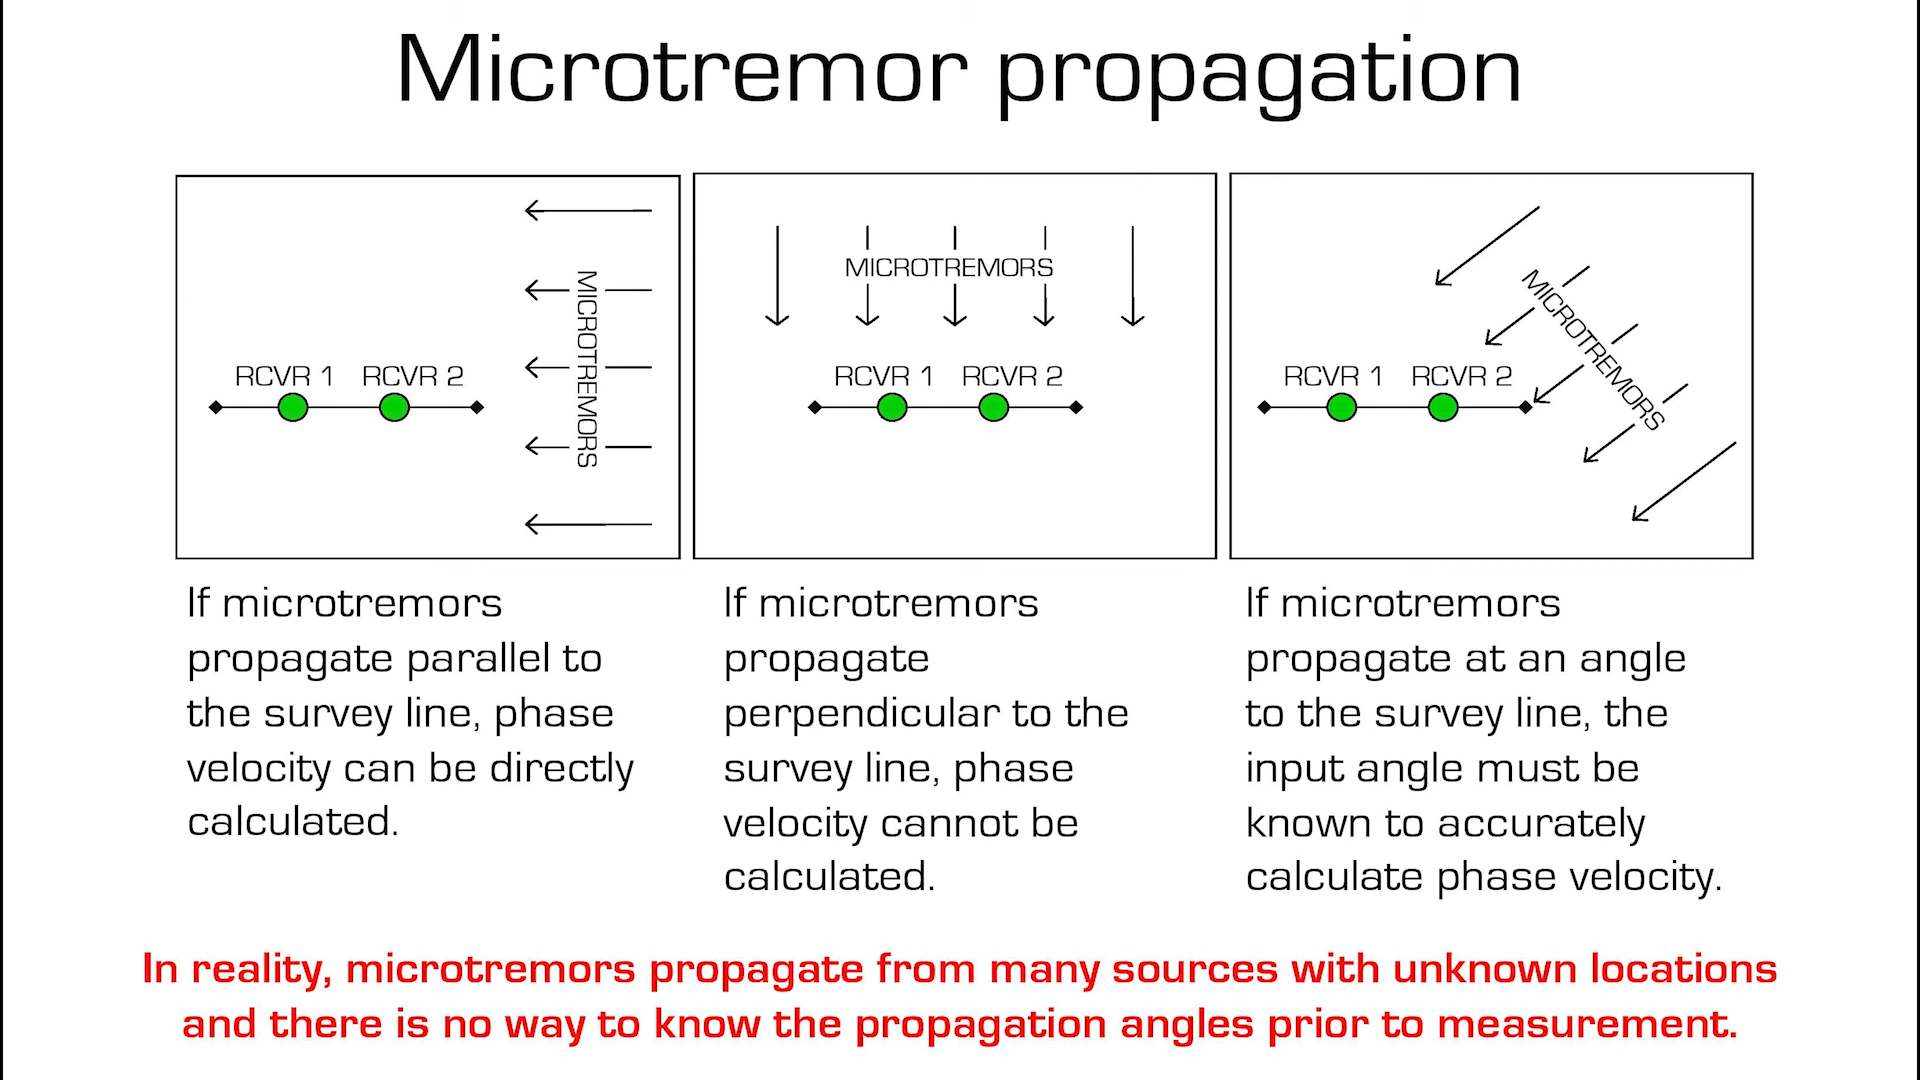 Microtremor propagation
MICROTREMORS
RCVR 1 RCVR 2
MICROTREMORS
RCVR 1 RCVR 2
MICROTREMORS
RCVR 1 RCVR 2
If microtremors
propagate parallel to
the survey line, phase
velocity can be directly
calculated.
If microtremors
propagate
perpendicular to the
survey line, phase
velocity cannot be
calculated.
If microtremors
propagate at an angle
to the survey line, the
input angle must be
known to accurately
calculate phase velocity.
In reality, microtremors propagate from many sources with unknown locations
and there is no way to know the propagation angles prior to measurement.